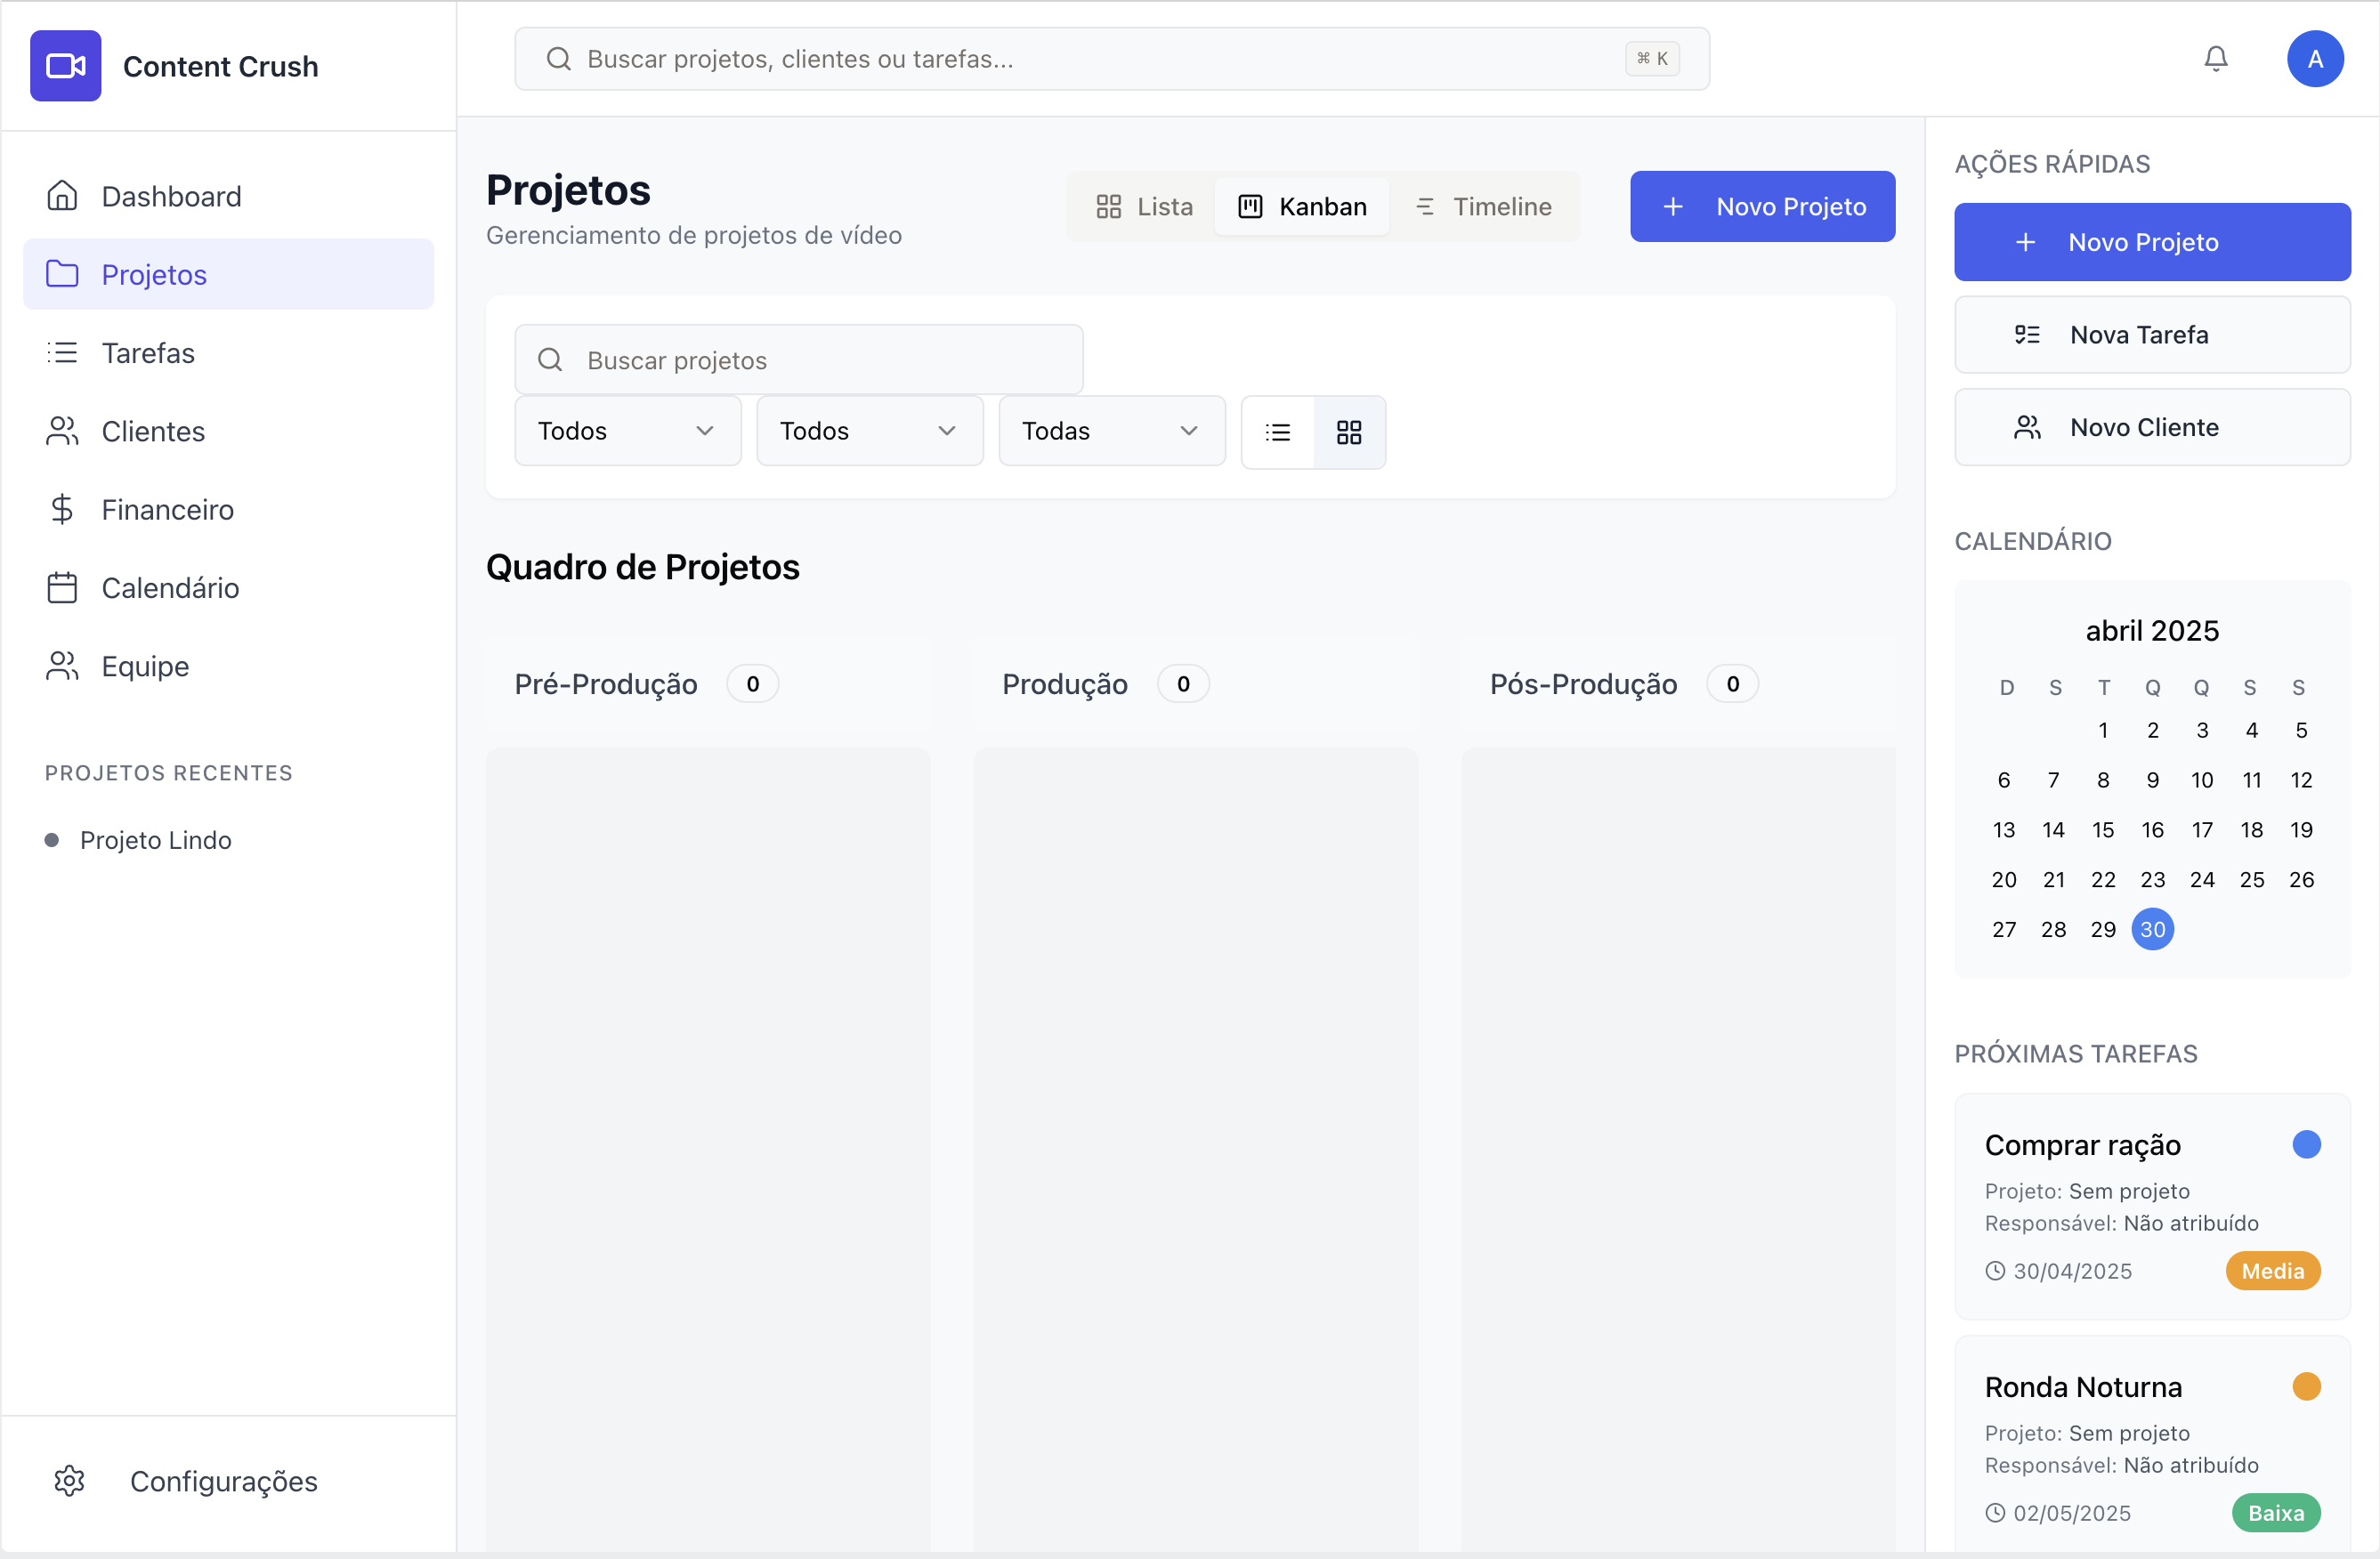 Content Crush
Buscar projetos, clientes ou tarefas...
⌘ K
A
Dashboard
Projetos
Tarefas
Clientes
Financeiro
Calendário
Equipe
PROJETOS RECENTES
Projeto Lindo
Configurações
Projetos
Gerenciamento de projetos de vídeo
Lista
Kanban
Timeline
+ Novo Projeto
Buscar projetos
Todos
Todos
Todas
Quadro de Projetos
Pré-Produção 0
Produção 0
Pós-Produção 0
AÇÕES RÁPIDAS
+ Novo Projeto
Nova Tarefa
Novo Cliente
CALENDÁRIO
abril 2025
D S T Q Q S S
1 2 3 4 5
6 7 8 9 10 11 12
13 14 15 16 17 18 19
20 21 22 23 24 25 26
27 28 29 30
PRÓXIMAS TAREFAS
Comprar ração
Projeto: Sem projeto
Responsável: Não atribuído
30/04/2025 Media
Ronda Noturna
Projeto: Sem projeto
Responsável: Não atribuído
02/05/2025 Baixa